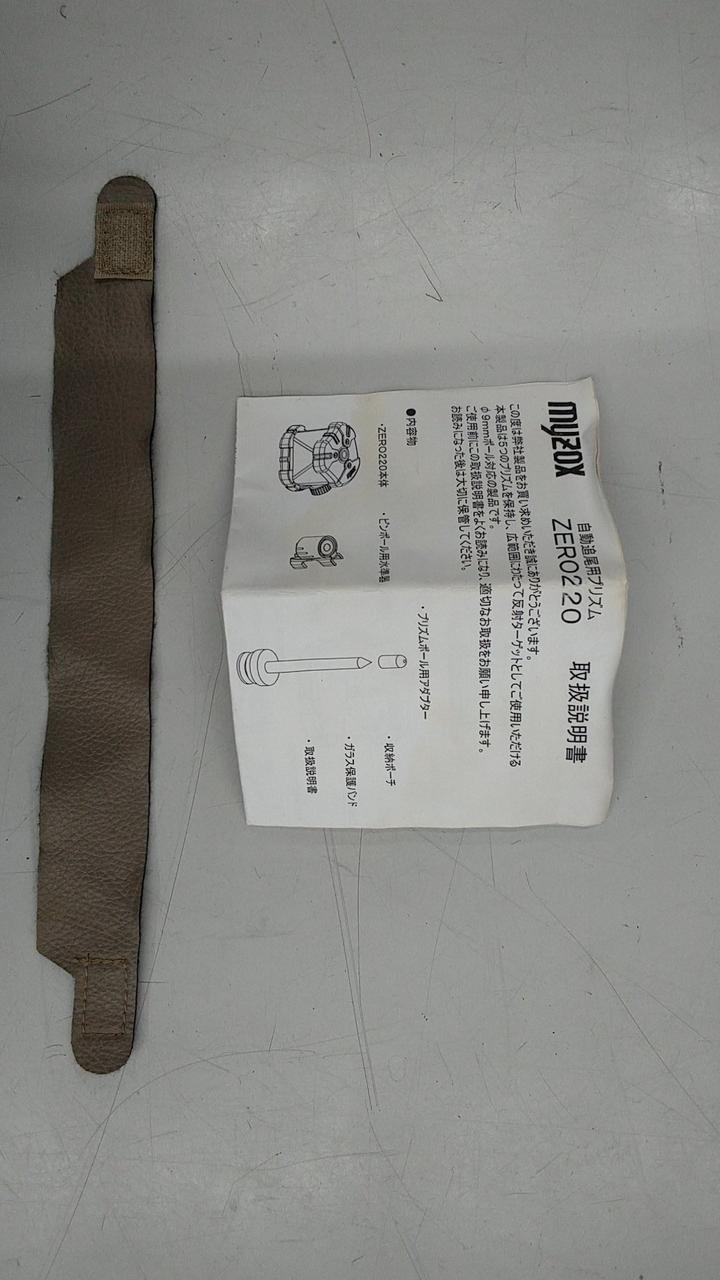 myzox
自動追尾用プリズム
ZERO220 取扱説明書
この度は弊社製品をお買い求めいただき誠にありがとうございます。
本製品は5つのプリズムを保持し、広範囲にわたって反射ターゲットとしてご使用いただける
φ9mmポール対応の製品です。
ご使用前にこの取扱説明書をよくお読みになり、適切なお取扱をお願い申し上げます。
お読みになった後は大切に保管してください。
●内容物
・ZERO220本体
・ピンポール用水準器
・プリズムポール用アダプター
・収納ポーチ
・ガラス保護バンド
・取扱説明書